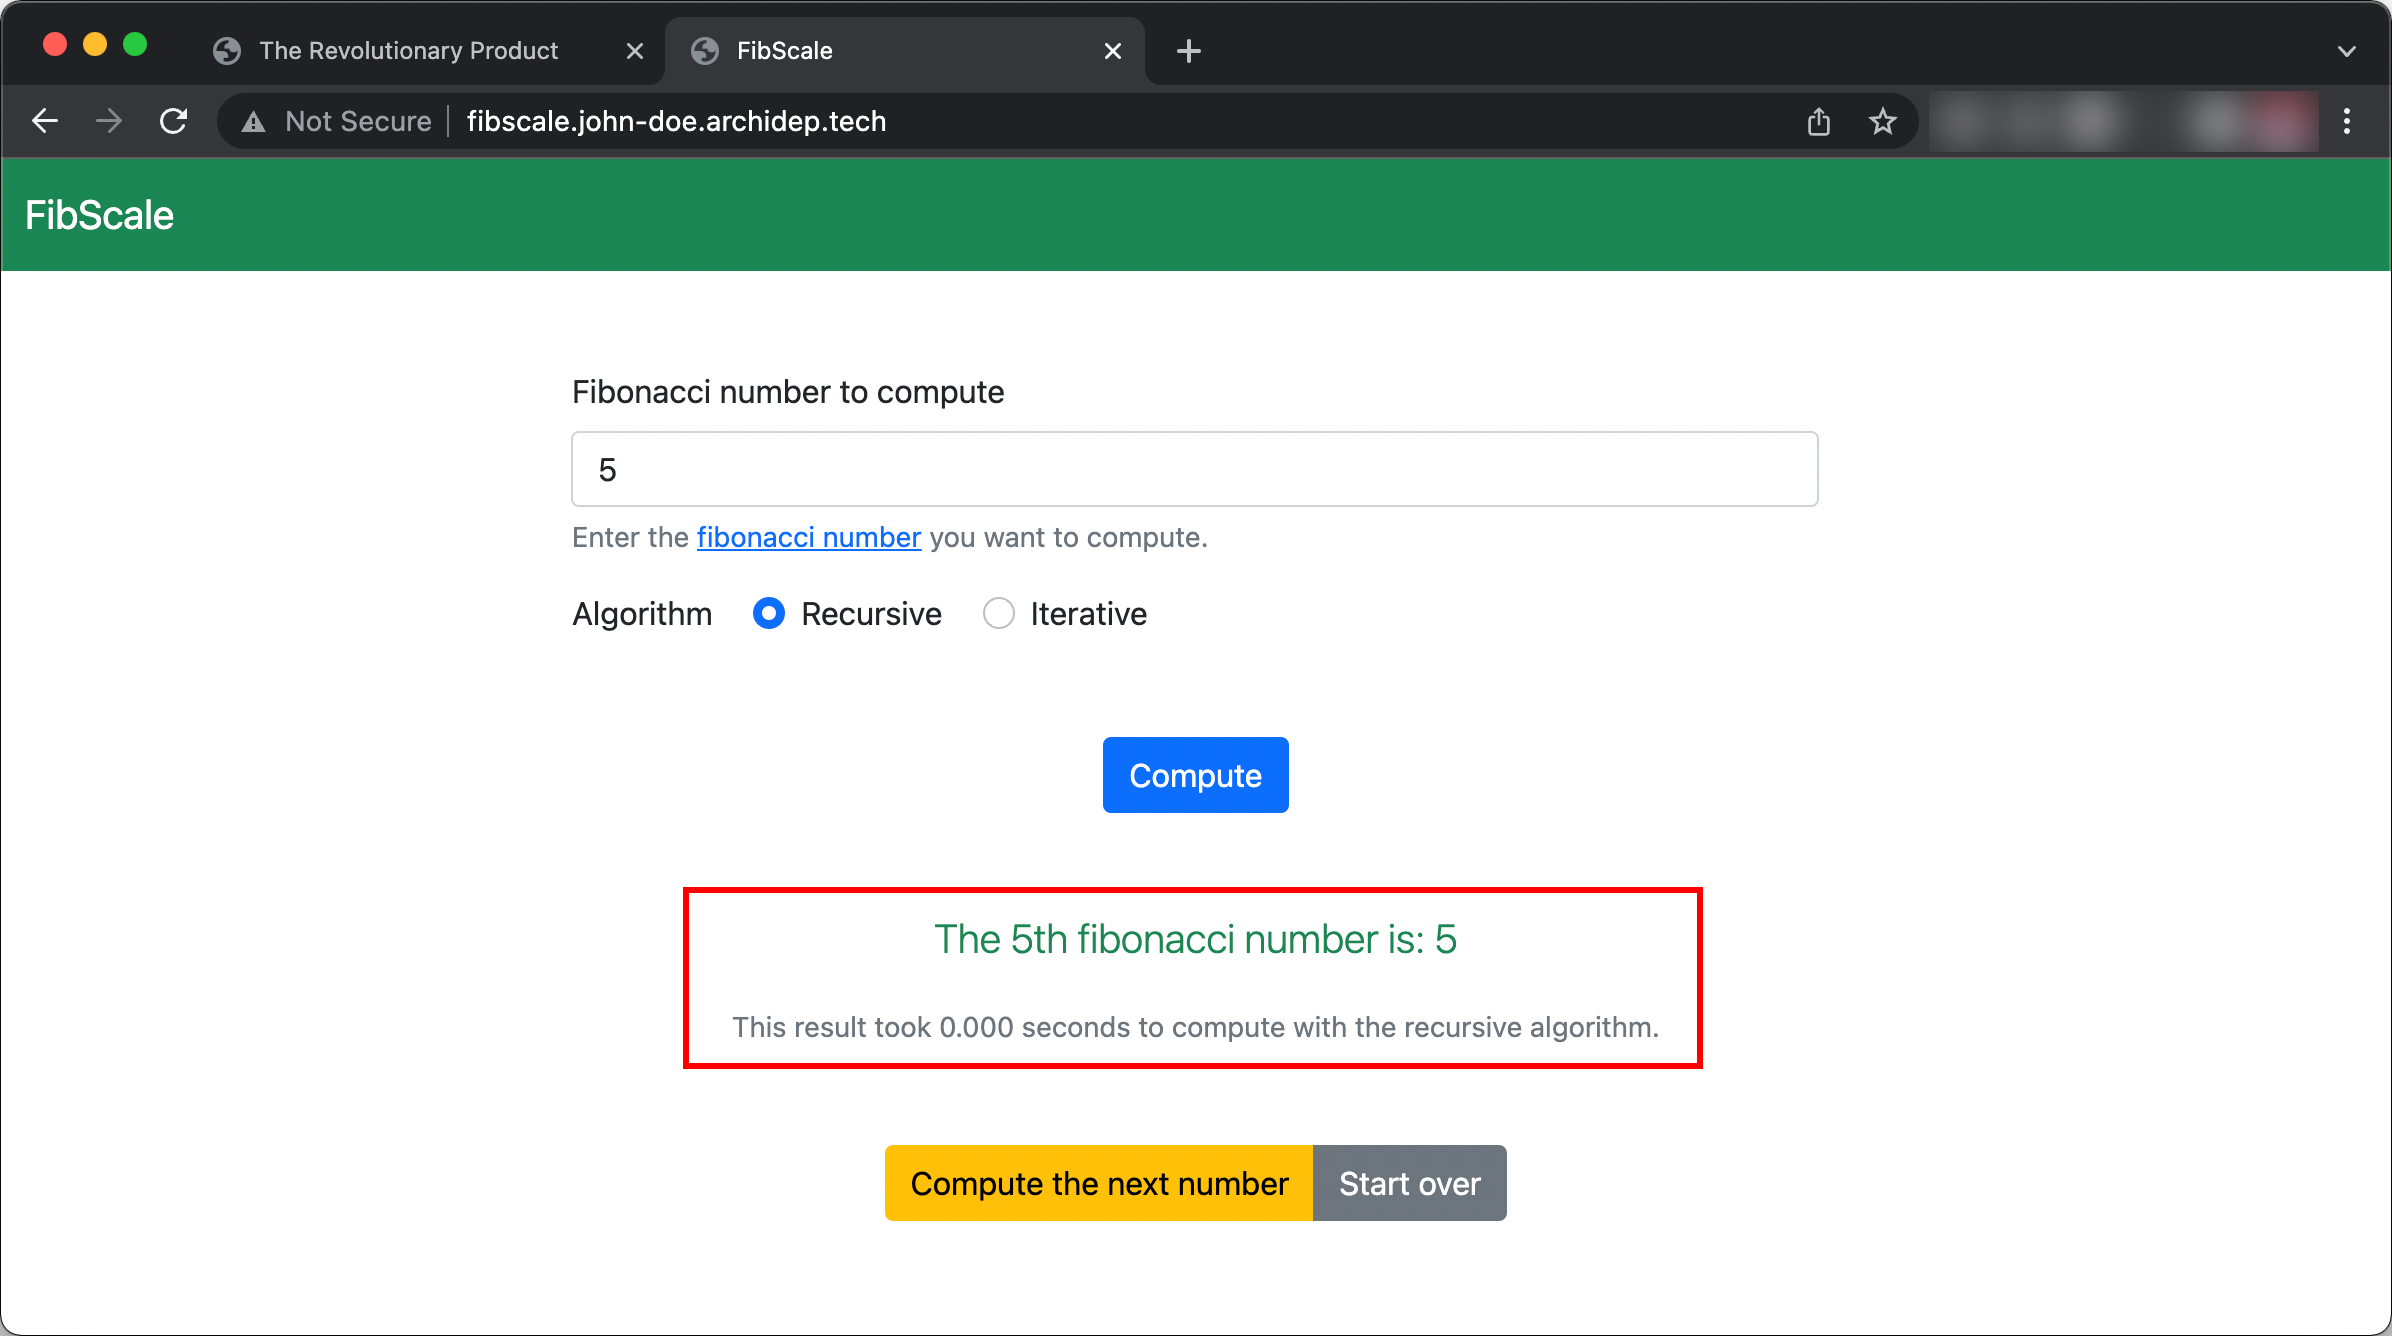 The Revolutionary Product
FibScale
Not Secure
fibscale.john-doe.archidep.tech
FibScale
Fibonacci number to compute
5
Enter the fibonacci number you want to compute.
Algorithm Recursive Iterative
Compute
The 5th fibonacci number is: 5
This result took 0.000 seconds to compute with the recursive algorithm.
Compute the next number Start over